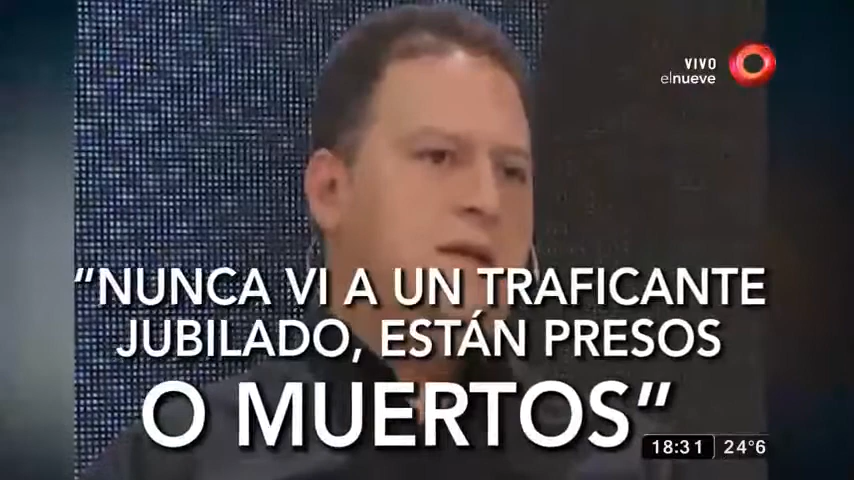 VIVO
elnueve
“NUNCA VI A UN TRAFICANTE
JUBILADO, ESTÁN PRESOS
O MUERTOS”
18:31 24°6